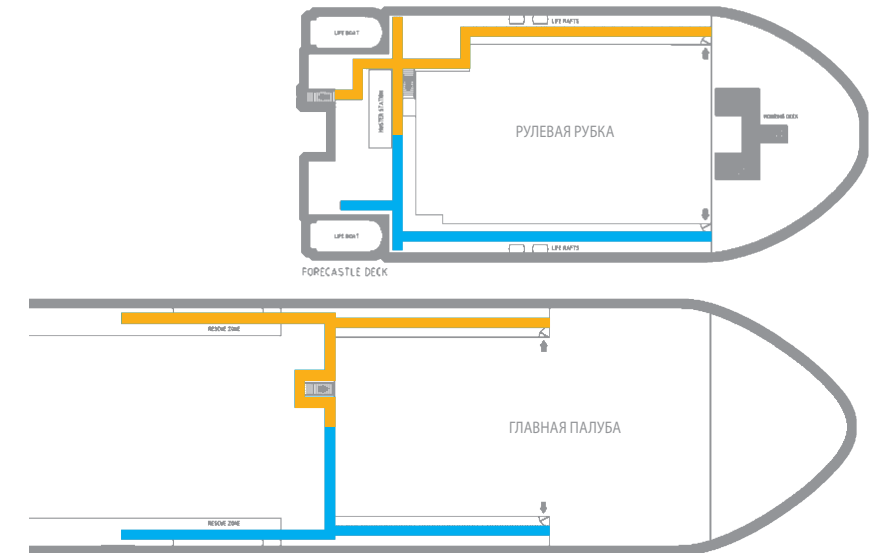 LIFE BOAT
LIFE RAFTS
MUSTER STATION
РУЛЕВАЯ РУБКА
MOORING DECK
LIFE BOAT
LIFE RAFTS
FORECASTLE DECK
RESCUE ZONE
ГЛАВНАЯ ПАЛУБА
RESCUE ZONE